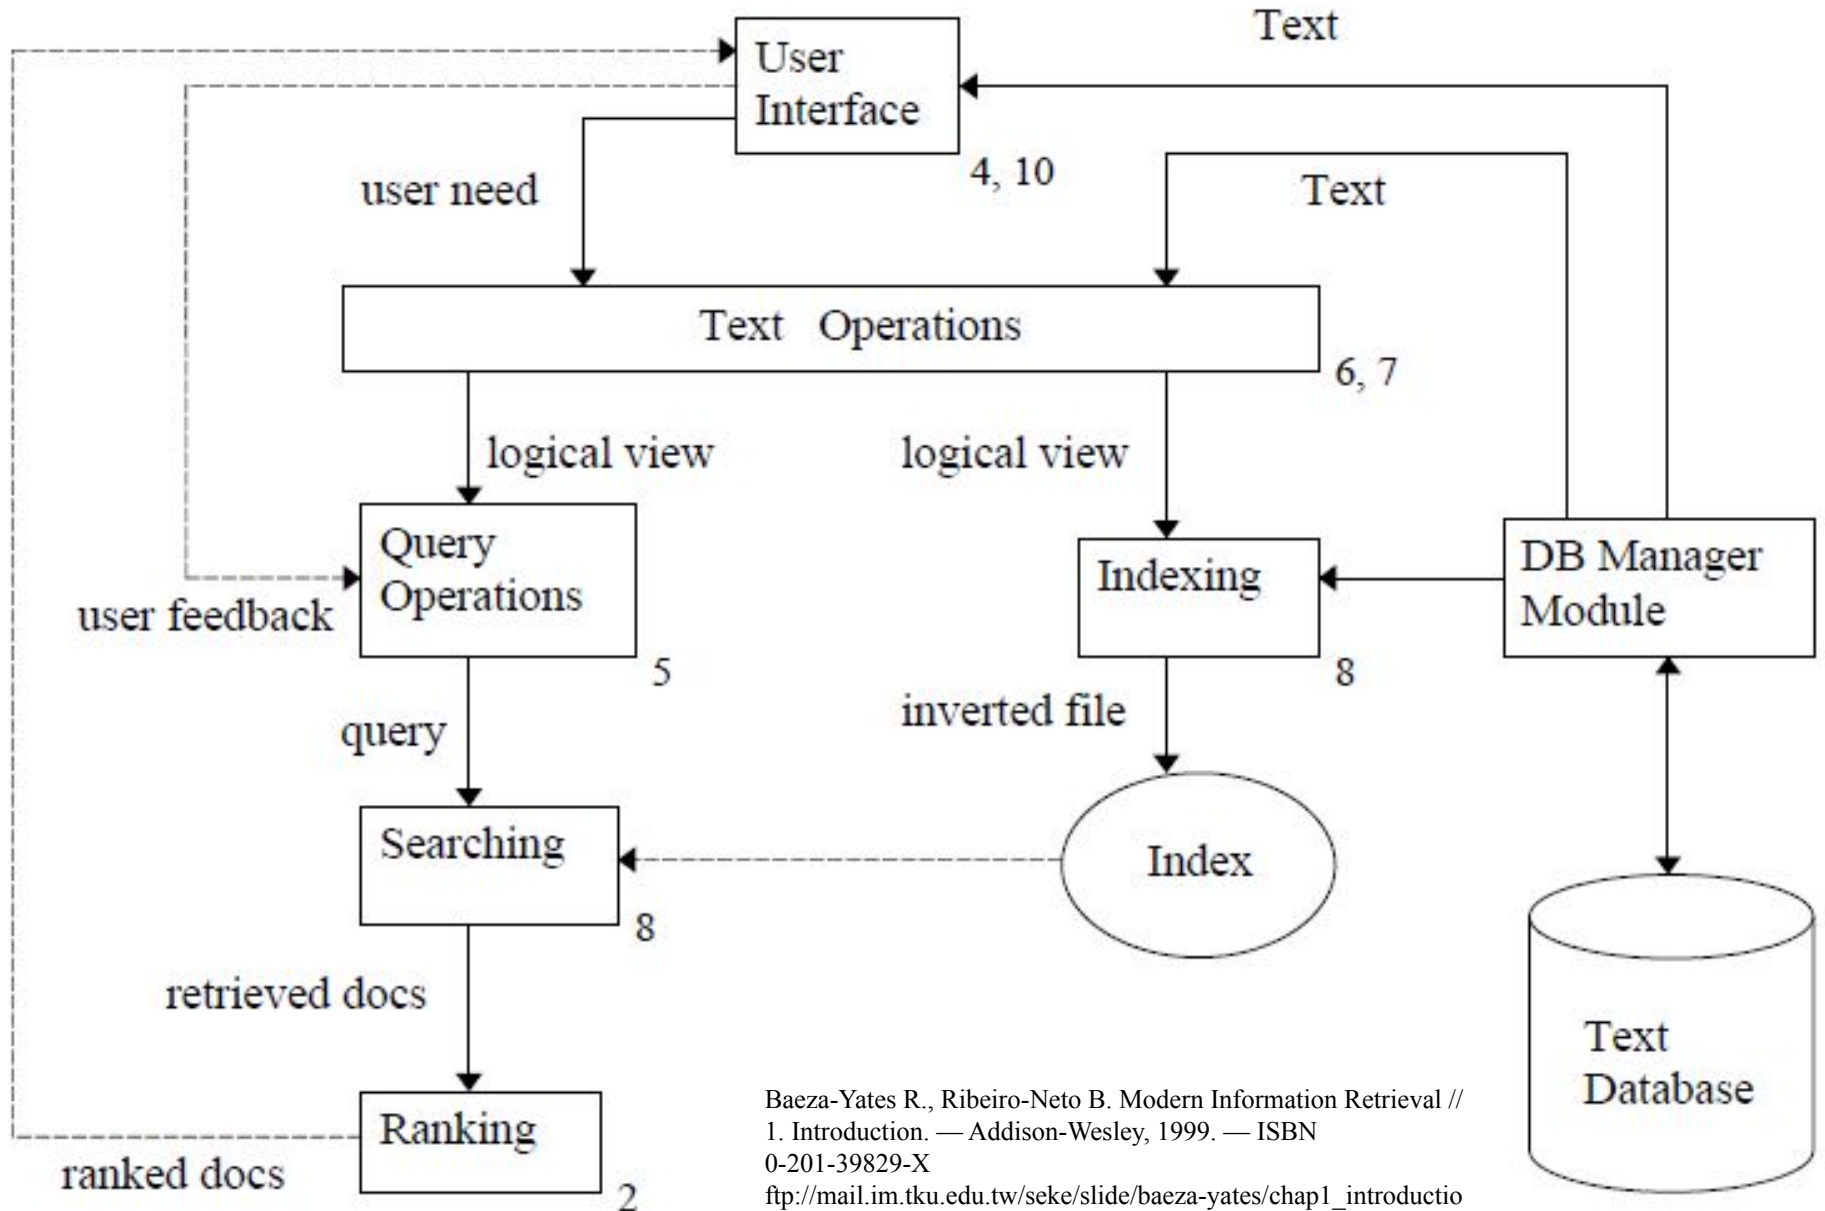 Text
User
Interface
4, 10
user need
Text
Text Operations
6, 7
logical view
logical view
Query
Operations
Indexing
DB Manager
Module
user feedback
5
8
query
inverted file
Searching
Index
8
retrieved docs
Text
Database
Ranking
ranked docs
2
Baeza-Yates R., Ribeiro-Neto B. Modern Information Retrieval //
1. Introduction. — Addison-Wesley, 1999. — ISBN
0-201-39829-X
ftp://mail.im.tku.edu.tw/seke/slide/baeza-yates/chap1_introductio